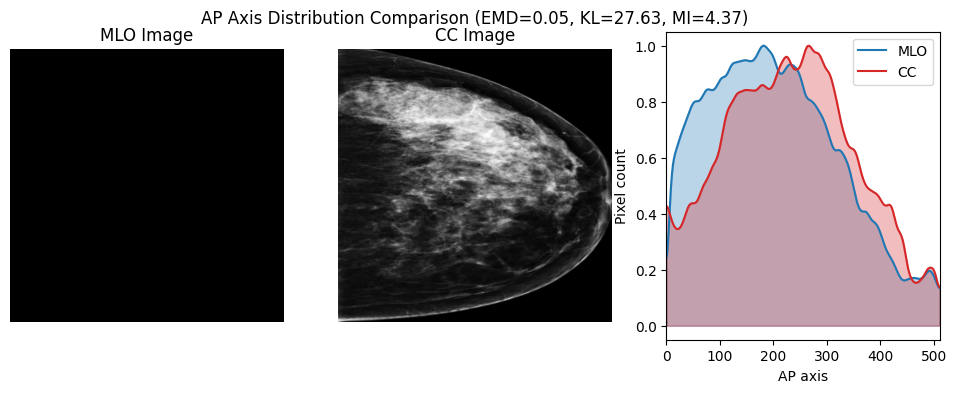 AP Axis Distribution Comparison (EMD=0.05, KL=27.63, MI=4.37)
MLO Image
CC Image
MLO
CC
Pixel count
1.0
0.8
0.6
0.4
0.2
0.0
0 100 200 300 400 500
AP axis